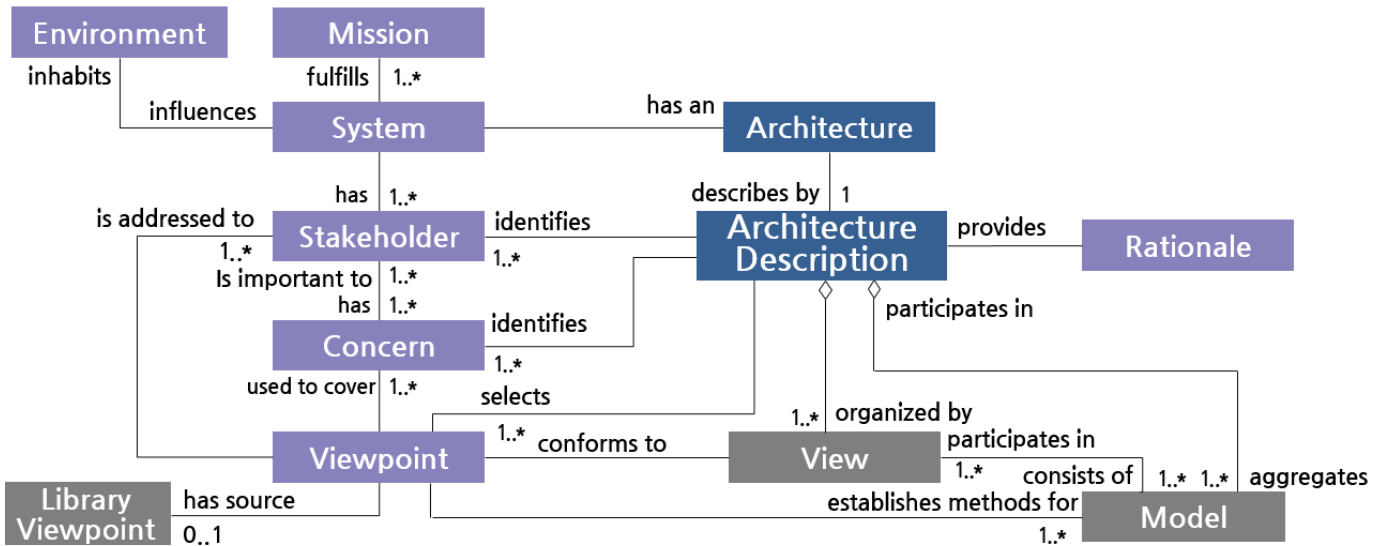 Environment
Mission
inhabits
fulfills
1..*
influences
System
has an
Architecture
has
1..*
describes by
1
is addressed to
1..*
Stakeholder
identifies
1..*
Architecture
Description
provides
Rationale
Is important to
1..*
has
1..*
participates in
Concern
identifies
1..*
used to cover
1..*
selects
1..*
1..*
organized by
Viewpoint
conforms to
View
participates in
1..*
consists of
1..*
1..*
aggregates
Library
Viewpoint
has source
0..1
establishes methods for
1..*
Model